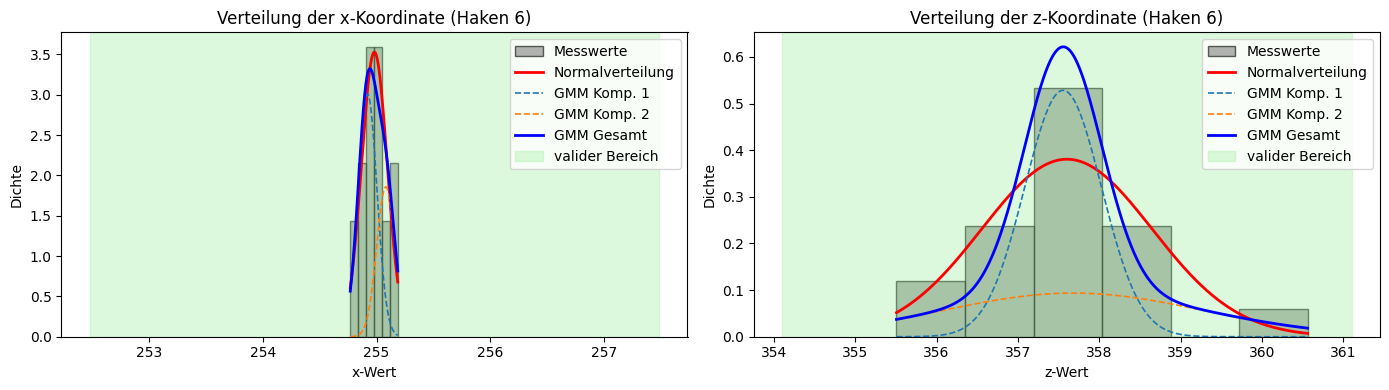 Verteilung der x-Koordinate (Haken 6)
3.5
3.0
2.5
2.0
1.5
1.0
0.5
0.0
Dichte
253
254
255
256
257
x-Wert
Messwerte
Normalverteilung
GMM Komp. 1
GMM Komp. 2
GMM Gesamt
valider Bereich
Verteilung der z-Koordinate (Haken 6)
0.6
0.5
0.4
0.3
0.2
0.1
0.0
Dichte
354
355
356
357
358
359
360
361
z-Wert
Messwerte
Normalverteilung
GMM Komp. 1
GMM Komp. 2
GMM Gesamt
valider Bereich